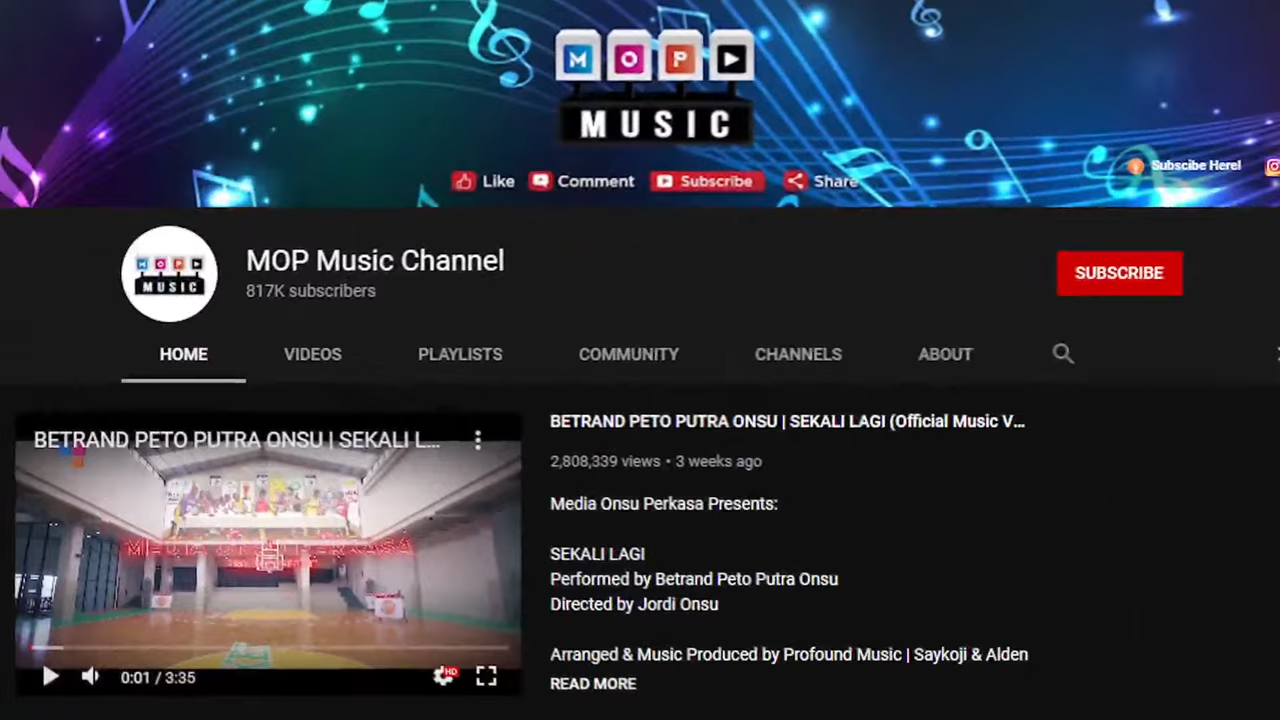 M O P
MUSIC
Like Comment Subscribe Share
Subscibe Here!
MOP MUSIC
MOP Music Channel
817K subscribers
SUBSCRIBE
HOME VIDEOS PLAYLISTS COMMUNITY CHANNELS ABOUT
BETRAND PETO PUTRA ONSU | SEKALI L...
0:01 / 3:35
HD
BETRAND PETO PUTRA ONSU | SEKALI LAGI (Official Music V...
2,808,339 views • 3 weeks ago
Media Onsu Perkasa Presents:
SEKALI LAGI
Performed by Betrand Peto Putra Onsu
Directed by Jordi Onsu
Arranged & Music Produced by Profound Music | Saykoji & Alden
READ MORE